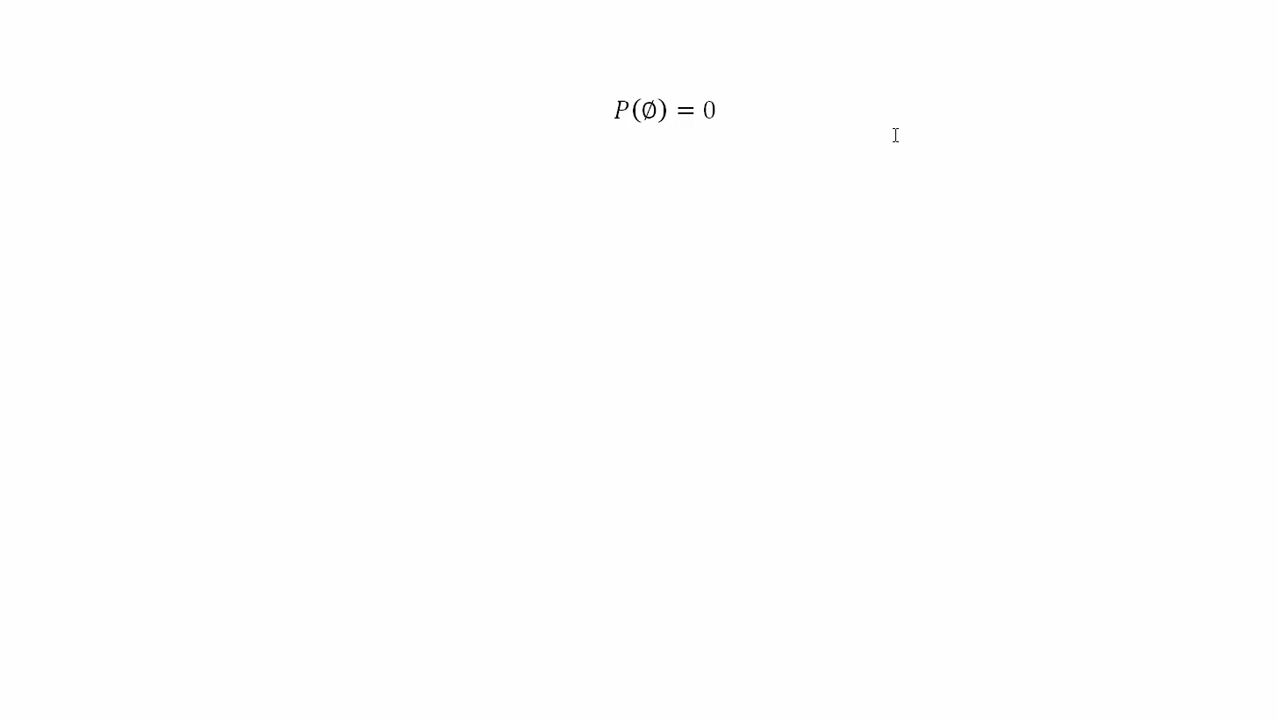 P(∅) = 0